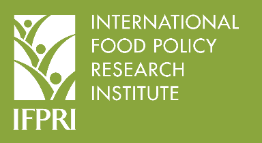 INTERNATIONAL
FOOD POLICY
RESEARCH
INSTITUTE
IFPRI